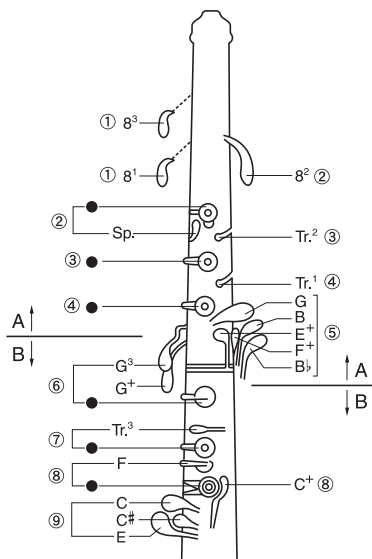 ① 8³
① 8¹
8² ②
②
Sp.
Tr.² ③
③
Tr.¹ ④
④
G
B
E⁺
F⁺
B♭
⑤
A
B
G³
G⁺
⑥
A
B
Tr.³
⑦
F
⑧
C⁺ ⑧
C
C♯
E
⑨